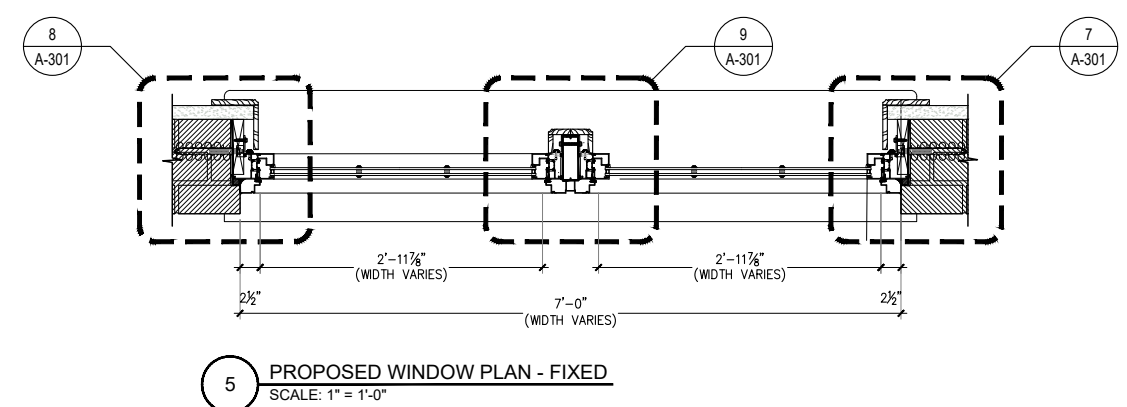 8
A-301
9
A-301
7
A-301
2'-11⅞"
(WIDTH VARIES)
2'-11⅞"
(WIDTH VARIES)
2½"
7'-0"
(WIDTH VARIES)
2½"
5
PROPOSED WINDOW PLAN - FIXED
SCALE: 1" = 1'-0"